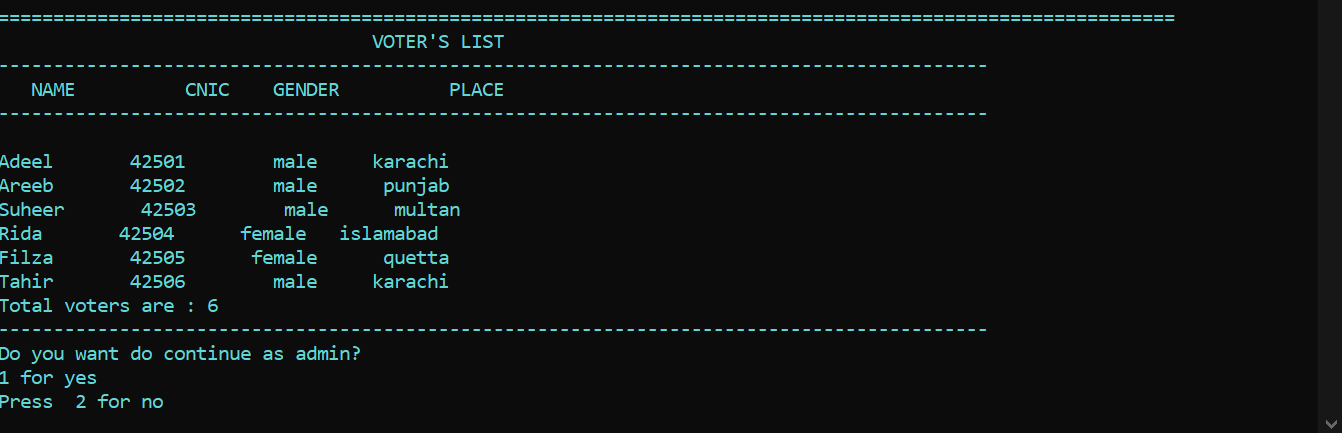 ===========================================================================================================
VOTER'S LIST
------------------------------------------------------------------------------------------
NAME          CNIC    GENDER          PLACE
------------------------------------------------------------------------------------------
Adeel       42501        male     karachi
Areeb       42502        male      punjab
Suheer       42503        male      multan
Rida       42504      female   islamabad
Filza       42505      female      quetta
Tahir       42506        male     karachi
Total voters are : 6
------------------------------------------------------------------------------------------
Do you want do continue as admin?
1 for yes
Press  2 for no